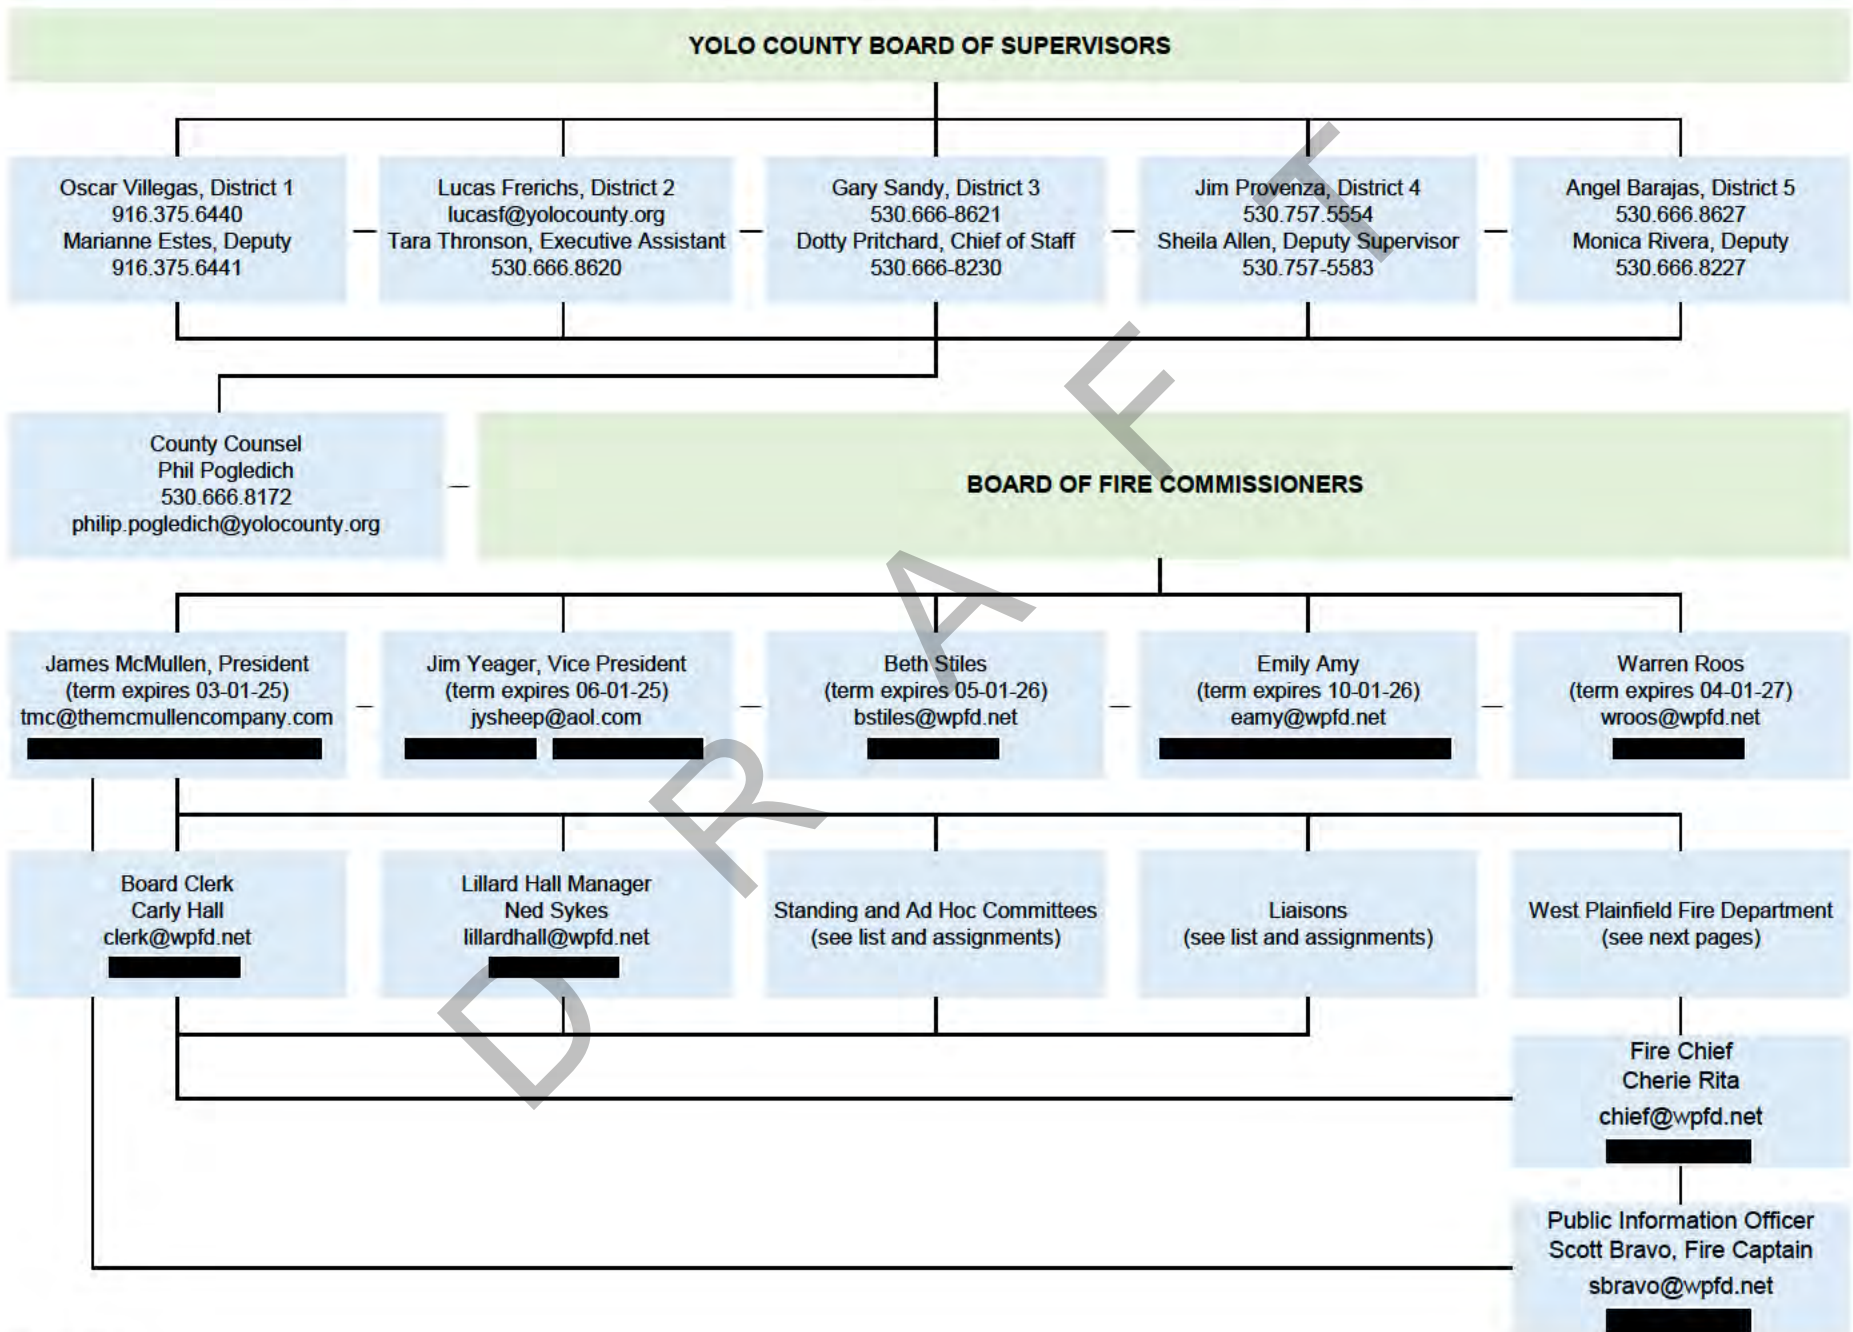 YOLO COUNTY BOARD OF SUPERVISORS
Oscar Villegas, District 1
916.375.6440
Marianne Estes, Deputy
916.375.6441
Lucas Frerichs, District 2
lucasf@yolocounty.org
Tara Thronson, Executive Assistant
530.666.8620
Gary Sandy, District 3
530.666-8621
Dotty Pritchard, Chief of Staff
530.666-8230
Jim Provenza, District 4
530.757.5554
Sheila Allen, Deputy Supervisor
530.757-5583
Angel Barajas, District 5
530.666.8627
Monica Rivera, Deputy
530.666.8227
County Counsel
Phil Pogledich
530.666.8172
philip.pogledich@yolocounty.org
BOARD OF FIRE COMMISSIONERS
James McMullen, President
(term expires 03-01-25)
tmc@themcmullencompany.com
Jim Yeager, Vice President
(term expires 06-01-25)
jysheep@aol.com
Beth Stiles
(term expires 05-01-26)
bstiles@wpfd.net
Emily Amy
(term expires 10-01-26)
eamy@wpfd.net
Warren Roos
(term expires 04-01-27)
wroos@wpfd.net
Board Clerk
Carly Hall
clerk@wpfd.net
Lillard Hall Manager
Ned Sykes
lillardhall@wpfd.net
Standing and Ad Hoc Committees
(see list and assignments)
Liaisons
(see list and assignments)
West Plainfield Fire Department
(see next pages)
Fire Chief
Cherie Rita
chief@wpfd.net
Public Information Officer
Scott Bravo, Fire Captain
sbravo@wpfd.net
DRAFT